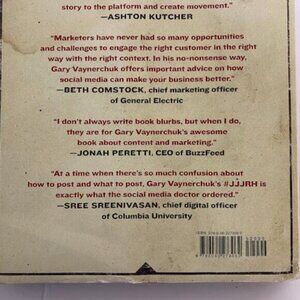 story to the platform and create movement."
—ASHTON KUTCHER
"Marketers have never had so many opportunities
and challenges to engage the right customer in the right
way with the right context. In his no-nonsense way,
Gary Vaynerchuk offers important advice on how
social media can make your business better."
—BETH COMSTOCK, chief marketing officer
of General Electric
"I don't always write book blurbs, but when I do,
they are for Gary Vaynerchuk's awesome
book about content and marketing."
—JONAH PERETTI, CEO of BuzzFeed
"At a time when there's so much confusion about
how to post and what to post, Gary Vaynerchuk's #JJJRH is
exactly what the social media doctor ordered."
—SREE SREENIVASAN, chief digital officer
of Columbia University
ISBN